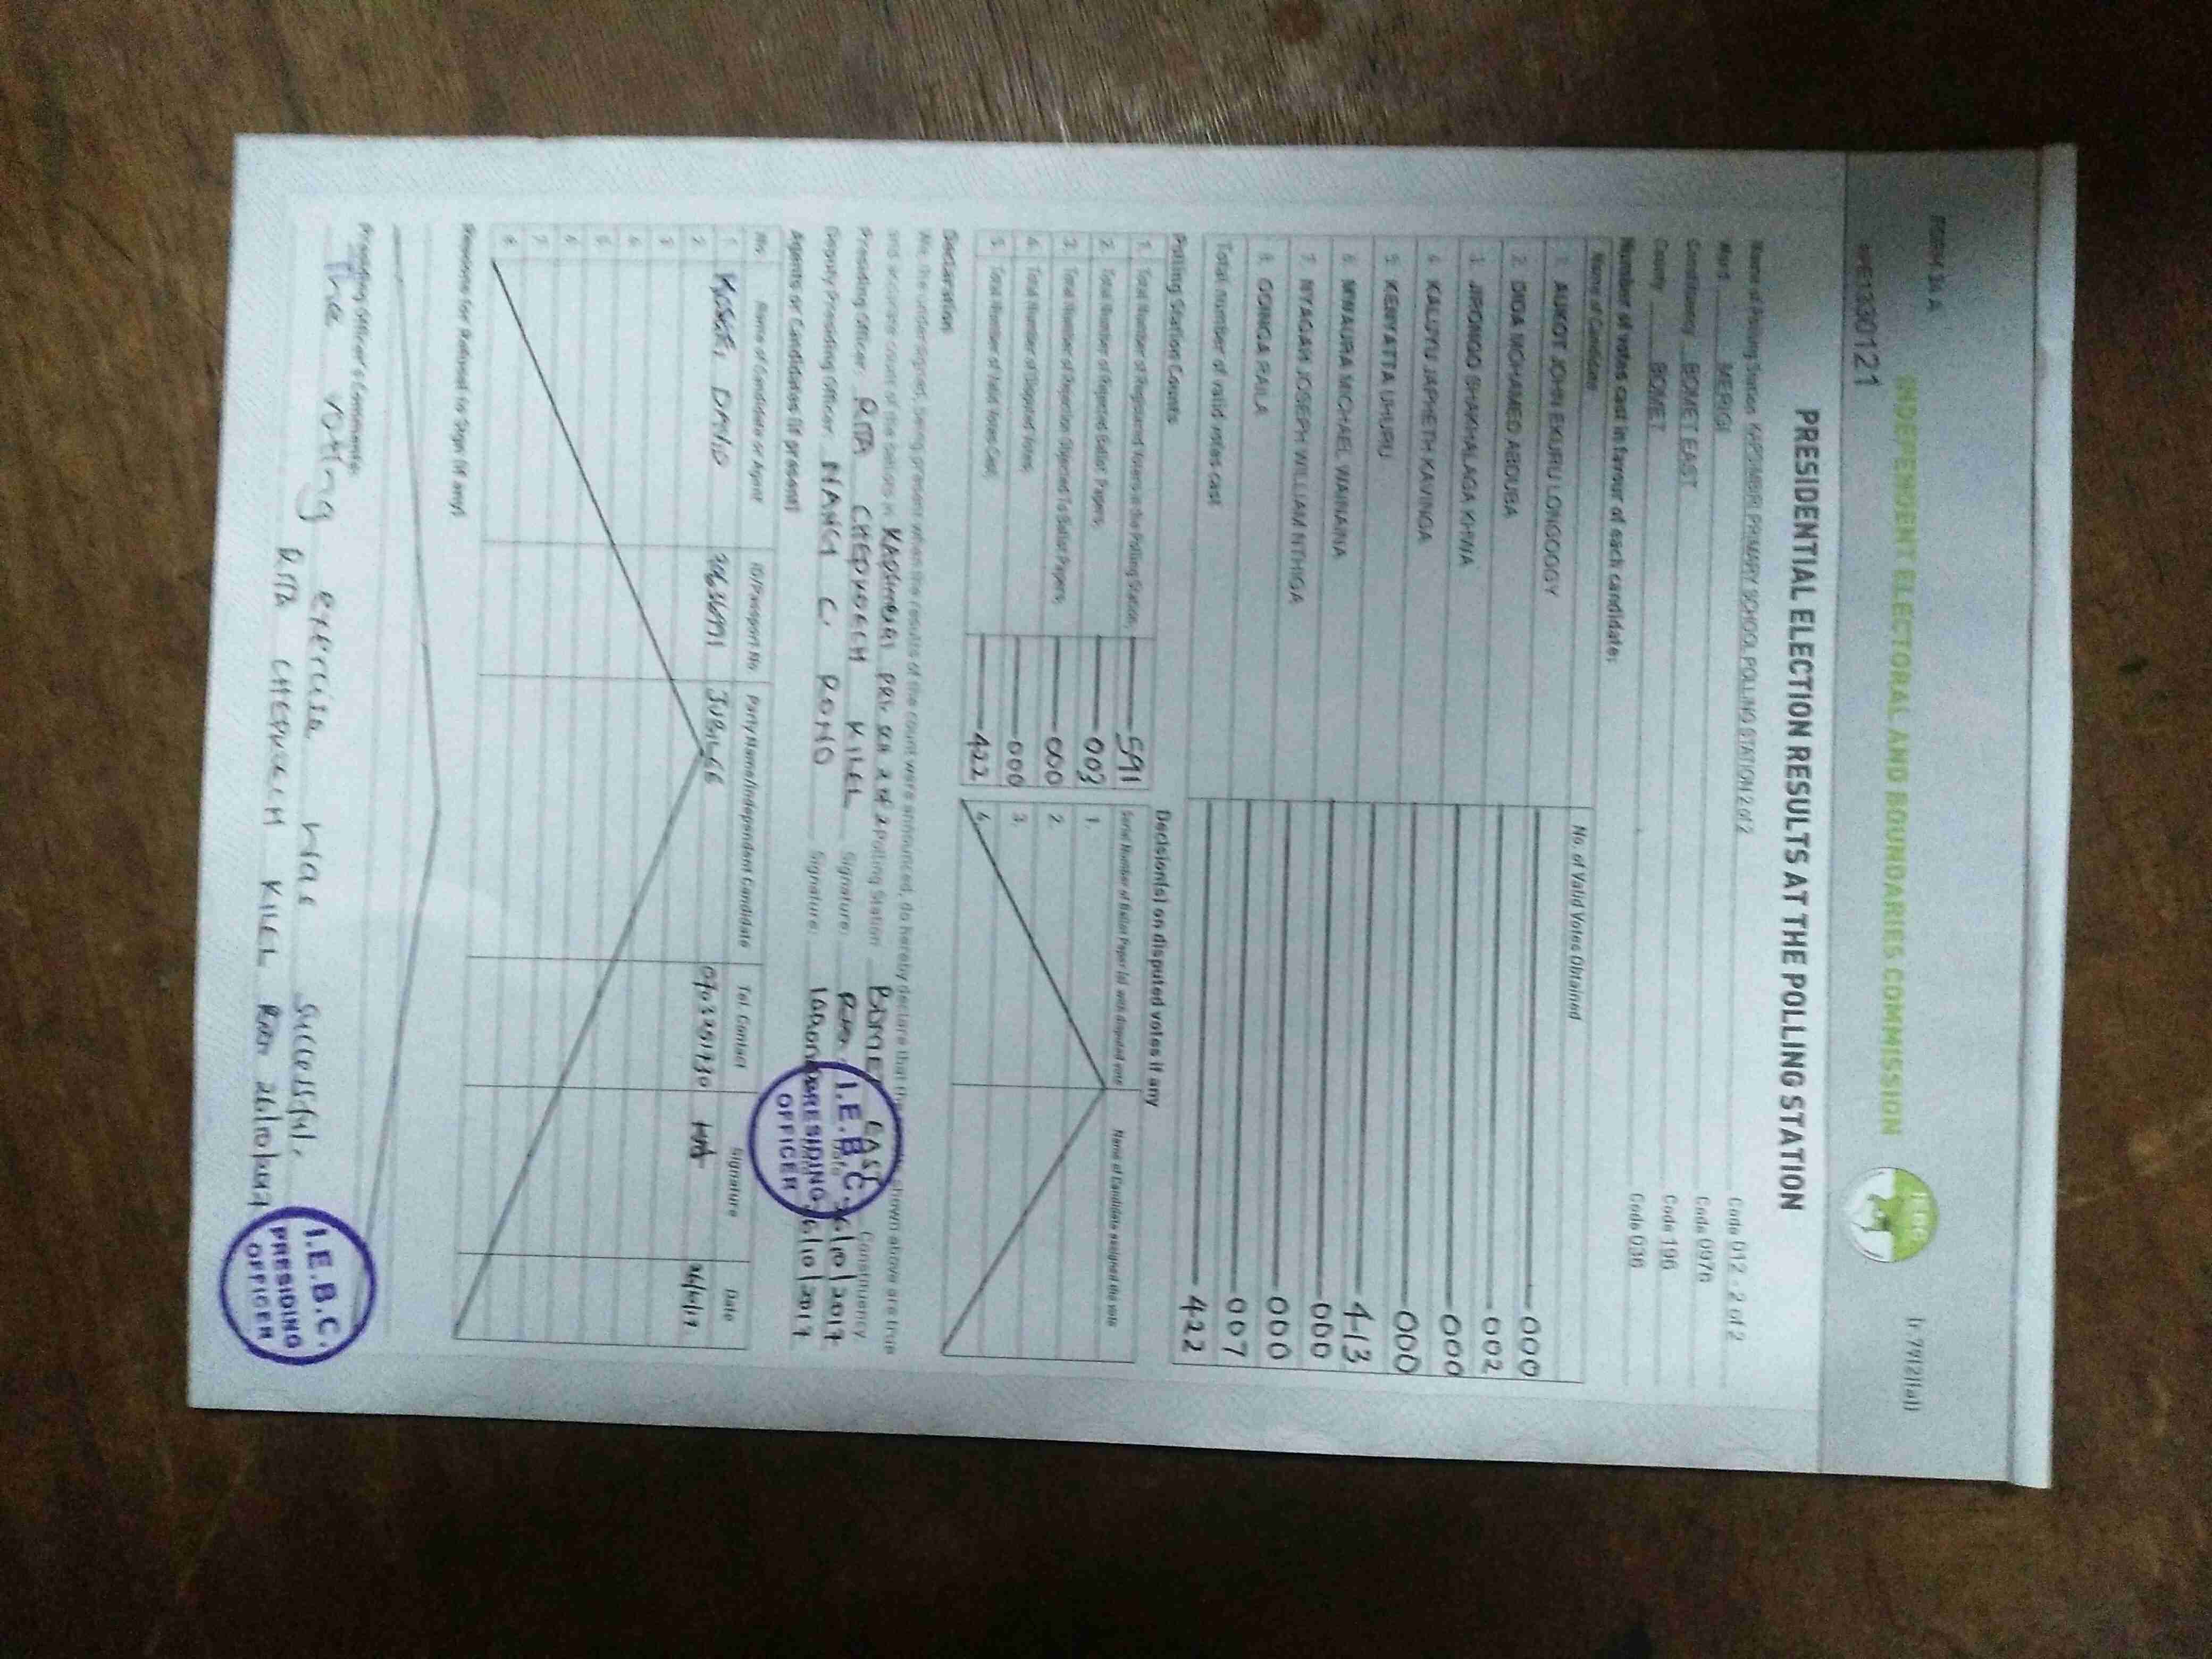 FORM 34 A
(r.79(2)(a))
INDEPENDENT ELECTORAL AND BOUNDARIES COMMISSION
I.E.B.C
PRESIDENTIAL ELECTION RESULTS AT THE POLLING STATION
Name of Polling Station PRIMARY SCHOOL POLLING STATION 2 of 2 Code 012 - 2 of 2
Ward MERIGI Code 0976
Constituency BOMET EAST Code 196
County BOMET Code 036
Number of votes cast in favour of each candidate:
Name of Candidate No. of Valid Votes Obtained
1. AUKOT JOHN EKURU LONGOGGY 000
2. DIDA MOHAMED ABDUBA 002
3. JIRONGO SHAKHALAGA KHWA 000
4. KALUYU JAPHETH KAVINGA 000
5. KENYATTA UHURU 413
6. MWAURA MICHAEL WAINAINA 000
7. NYAGAH JOSEPH WILLIAM NTHIGA 000
8. ODINGA RAILA 007
Total number of valid votes cast 422
Polling Station Counts
1. Total Number of Registered Voters in the Polling Station 591
2. Total Number of Rejected Ballot Papers 003
3. Total Number of Rejection Objected To Ballot Papers 000
4. Total Number of Disputed Votes 000
5. Total Number of Valid Votes Cast 422
Decision(s) on disputed votes if any
Serial Number of Ballot Paper (s) with disputed vote Name of Candidate assigned the vote
1.
2.
3.
4.
Declaration
We, the undersigned, being present when the results of the count were announced, do hereby declare that the shown above are true
and accurate count of the ballots in PRI SCH 2 of 2 Polling Station BOMET EAST Constituency
Presiding Officer: RITA CHEPKOECH KILEL Signature: Date 26/10/2017
Deputy Presiding Officer: NANCY C. RONO Signature: 26/10/2017
I.E.B.C.
PRESIDING
OFFICER
Agents or Candidates (if present)
No. Name of Candidate or Agent ID/Passport No. Party Name/Independent Candidate Tel. Contact Signature Date
1. DAVID JUBILEE 26/10/17
2.
3
4
5
6
7
8
Reasons for Refusal to Sign (if any)
Presiding Officer's Comments:
The voting exercise was successful.
RITA CHEPKOECH KILEL 26/10/2017
I.E.B.C.
PRESIDING
OFFICER